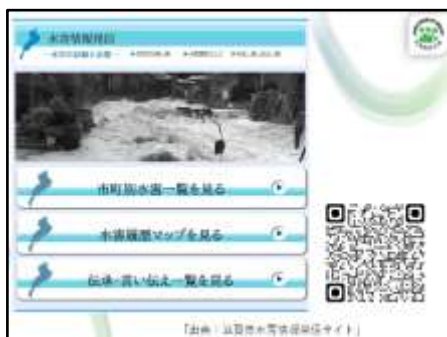 水害情報発信
市町別水害一覧を見る
水害履歴マップを見る
伝承・言い伝え一覧を見る
「出典：滋賀県水害情報発信サイト」